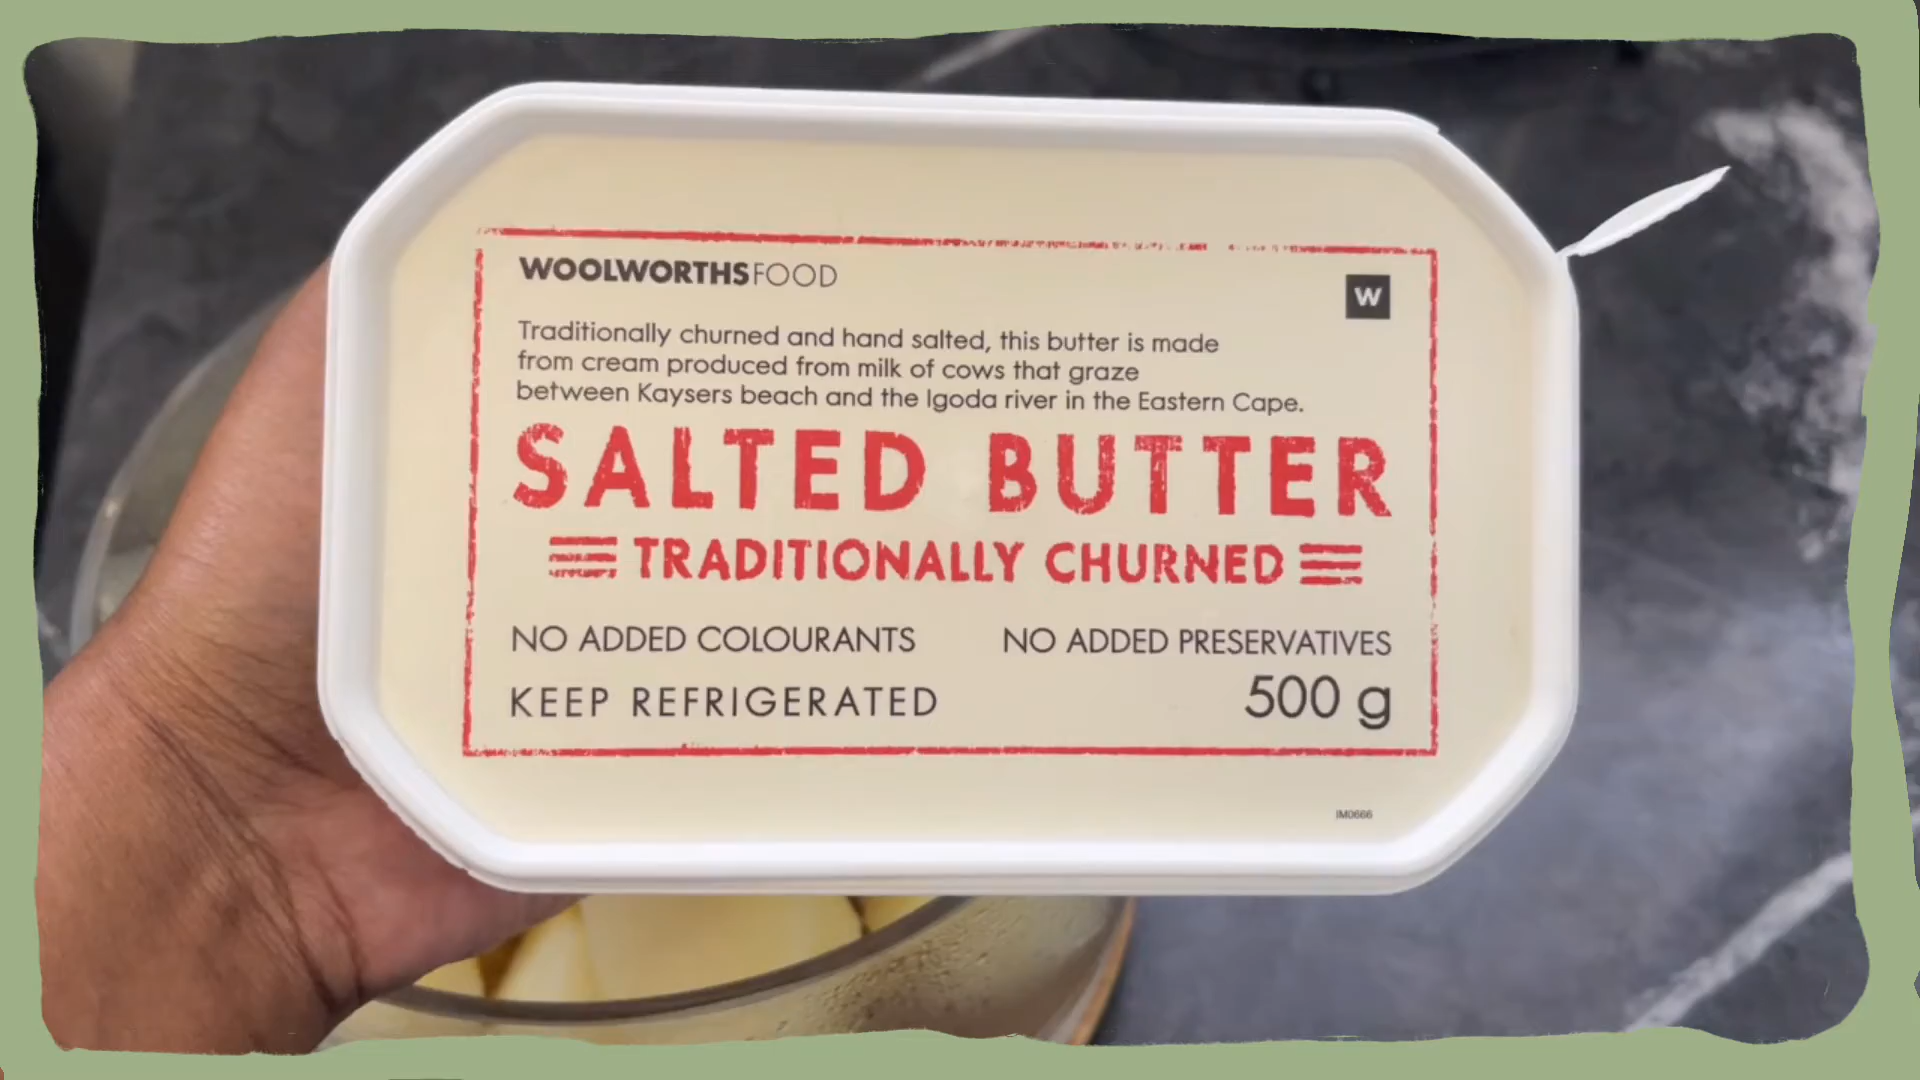 WOOLWORTHSFOOD
W
Traditionally churned and hand salted, this butter is made
from cream produced from milk of cows that graze
between Kaysers beach and the Igoda river in the Eastern Cape.
SALTED BUTTER
TRADITIONALLY CHURNED
NO ADDED COLOURANTS NO ADDED PRESERVATIVES
KEEP REFRIGERATED 500 g
IM0666